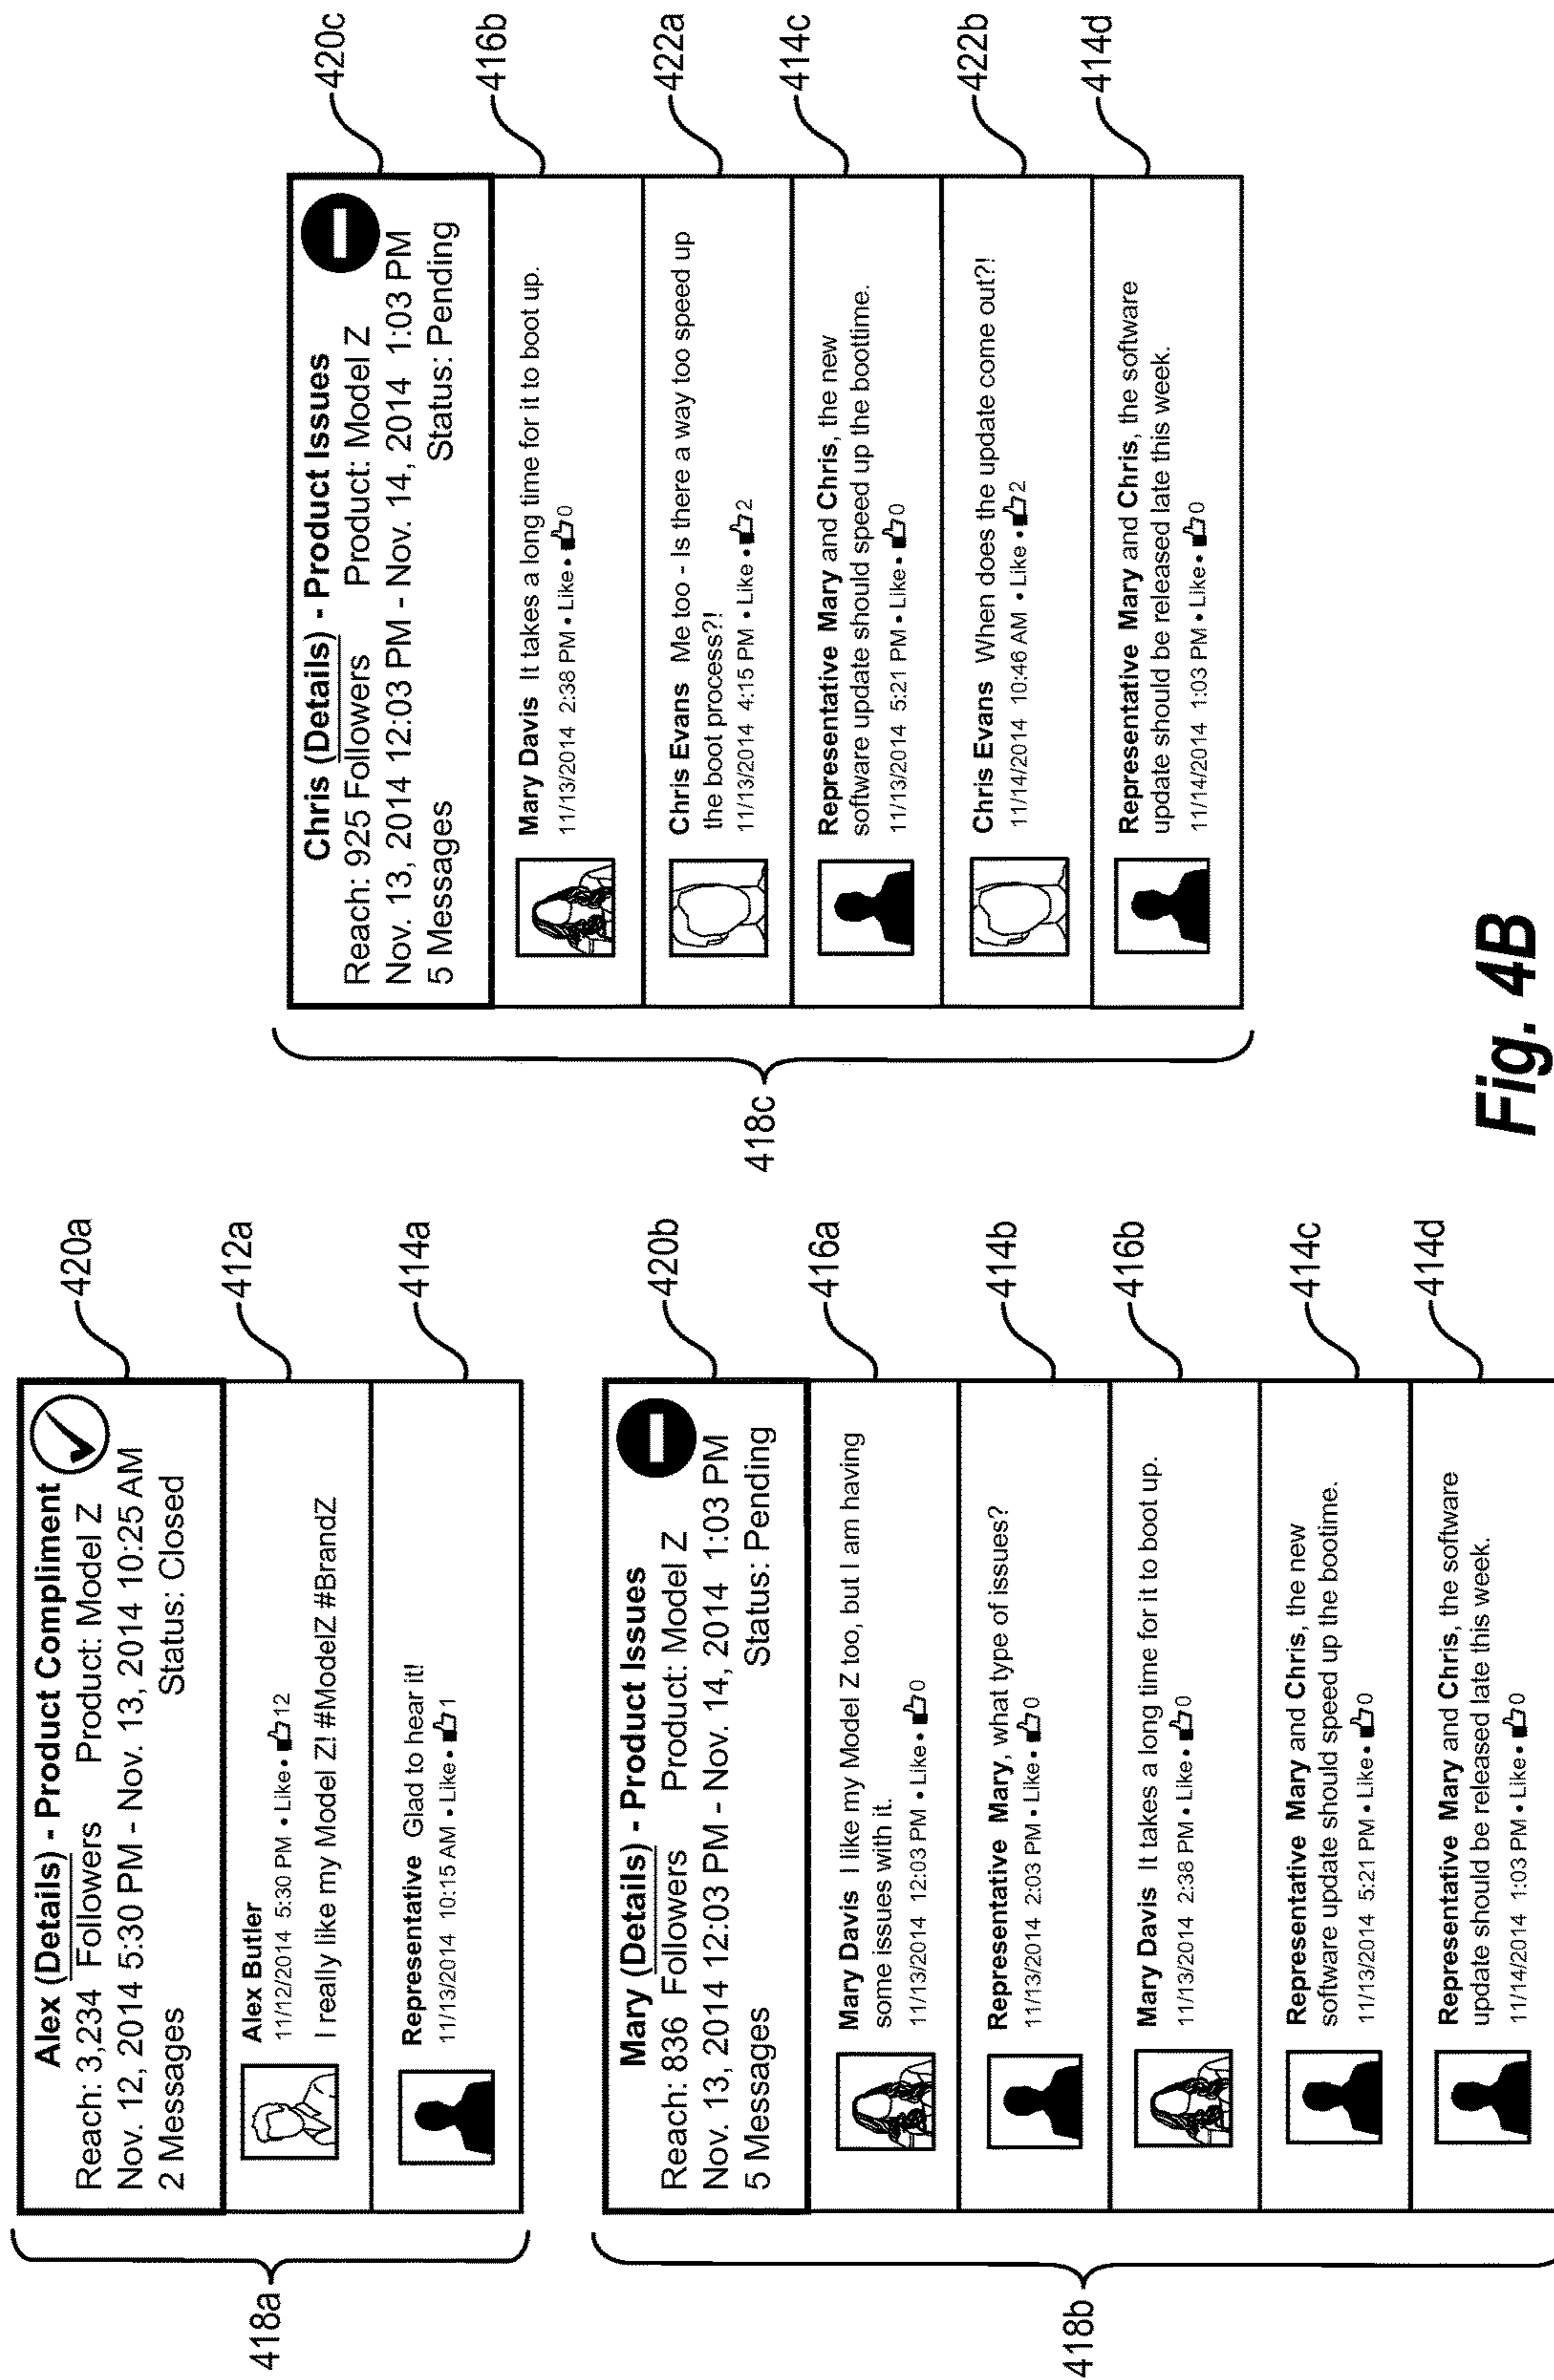 Alex (Details) - Product Compliment
Reach: 3,234 Followers Product: Model Z
Nov. 12, 2014 5:30 PM - Nov. 13, 2014 10:25 AM
2 Messages Status: Closed
420a
Alex Butler
11/12/2014 5:30 PM • Like • 12
I really like my Model Z! #ModelZ #BrandZ
412a
Representative Glad to hear it!
11/13/2014 10:15 AM • Like • 1
414a
418a
Mary (Details) - Product Issues
Reach: 836 Followers Product: Model Z
Nov. 13, 2014 12:03 PM - Nov. 14, 2014 1:03 PM
5 Messages Status: Pending
420b
Mary Davis I like my Model Z too, but I am having
some issues with it.
11/13/2014 12:03 PM • Like • 0
416a
Representative Mary, what type of issues?
11/13/2014 2:03 PM • Like • 0
414b
Mary Davis It takes a long time for it to boot up.
11/13/2014 2:38 PM • Like • 0
416b
Representative Mary and Chris, the new
software update should speed up the bootime.
11/13/2014 5:21 PM • Like • 0
414c
Representative Mary and Chris, the software
update should be released late this week.
11/14/2014 1:03 PM • Like • 0
414d
418b
Chris (Details) - Product Issues
Reach: 925 Followers Product: Model Z
Nov. 13, 2014 12:03 PM - Nov. 14, 2014 1:03 PM
5 Messages Status: Pending
420c
Mary Davis It takes a long time for it to boot up.
11/13/2014 2:38 PM • Like • 0
416b
Chris Evans Me too - Is there a way too speed up
the boot process?!
11/13/2014 4:15 PM • Like • 2
422a
Representative Mary and Chris, the new
software update should speed up the boottime.
11/13/2014 5:21 PM • Like • 0
414c
Chris Evans When does the update come out?!
11/14/2014 10:46 AM • Like • 2
422b
Representative Mary and Chris, the software
update should be released late this week.
11/14/2014 1:03 PM • Like • 0
414d
418c
Fig. 4B